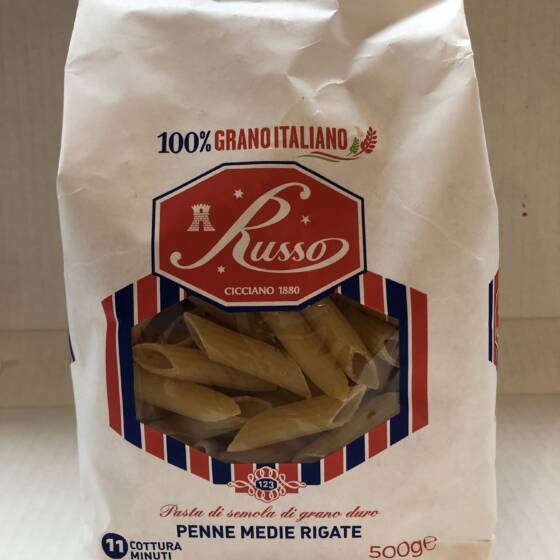 100% GRANO ITALIANO
Russo
CICCIANO 1880
123
Pasta di semola di grano duro
PENNE MEDIE RIGATE
11 COTTURA
MINUTI
500g℮